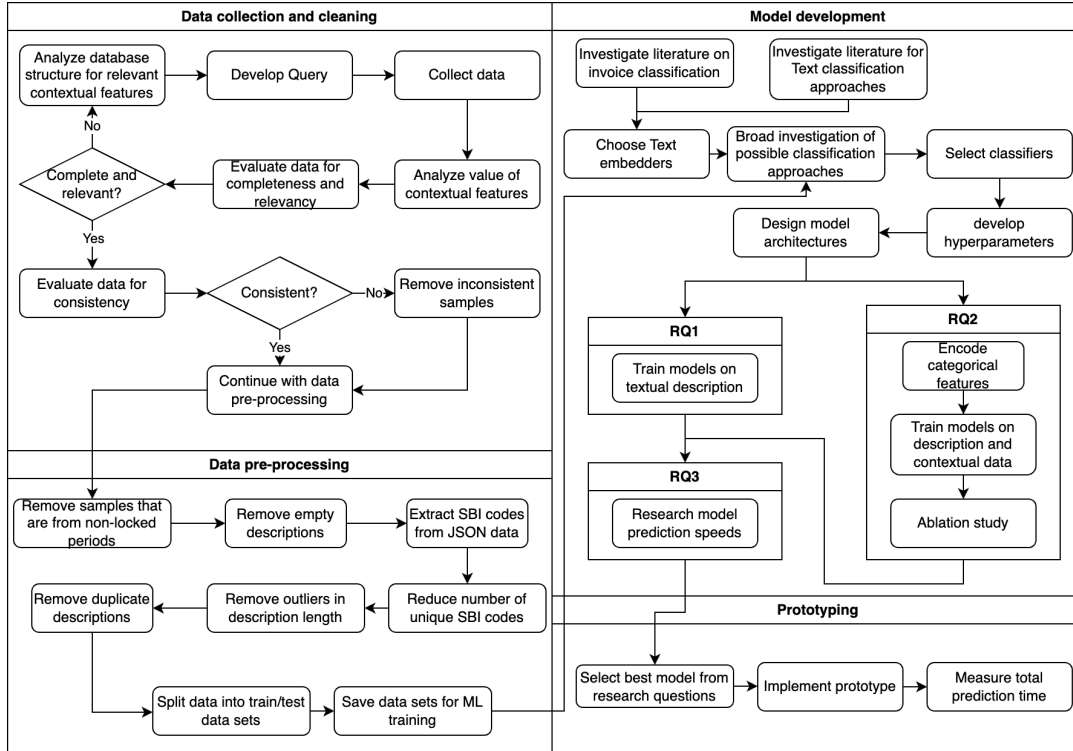 Data collection and cleaning
Analyze database
structure for relevant
contextual features
Develop Query
Collect data
No
Complete and
relevant?
Evaluate data for
completeness and
relevancy
Analyze value of
contextual features
Yes
Evaluate data for
consistency
Consistent?
No
Remove inconsistent
samples
Yes
Continue with data
pre-processing
Data pre-processing
Remove samples that
are from non-locked
periods
Remove empty
descriptions
Extract SBI codes
from JSON data
Remove duplicate
descriptions
Remove outliers in
description length
Reduce number of
unique SBI codes
Split data into train/test
data sets
Save data sets for ML
training
Model development
Investigate literature on
invoice classification
Investigate literature for
Text classification
approaches
Choose Text
embedders
Broad investigation of
possible classification
approaches
Select classifiers
Design model
architectures
develop
hyperparameters
RQ1
Train models on
textual description
RQ2
Encode
categorical
features
Train models on
description and
contextual data
Ablation study
RQ3
Research model
prediction speeds
Prototyping
Select best model from
research questions
Implement prototype
Measure total
prediction time